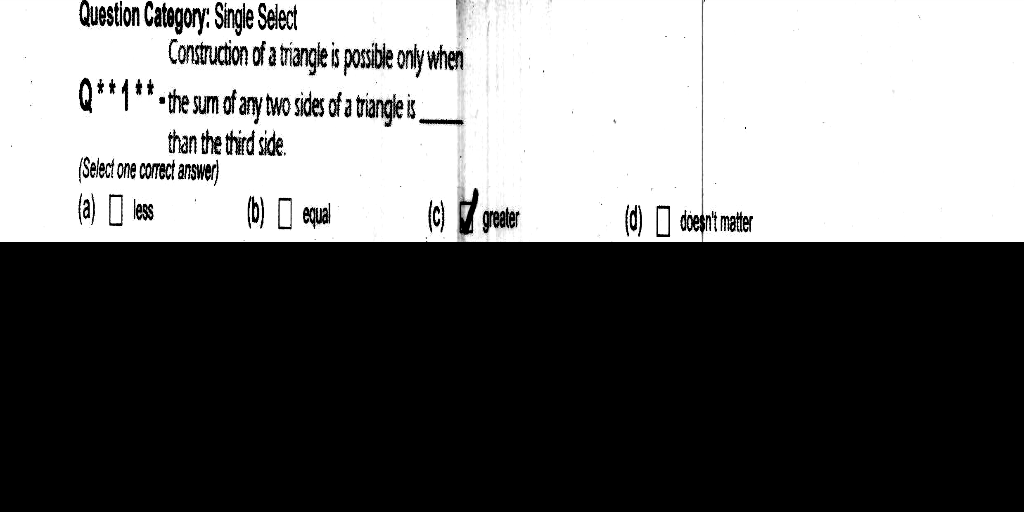 Question Category: Single Select
Construction of a triangle is possible only when
Q**1**-the sum of any two sides of a triangle is ____
than the third side.
(Select one correct answer)
(a) ☐ less (b) ☐ equal (c) ☑ greater (d) ☐ doesn't matter